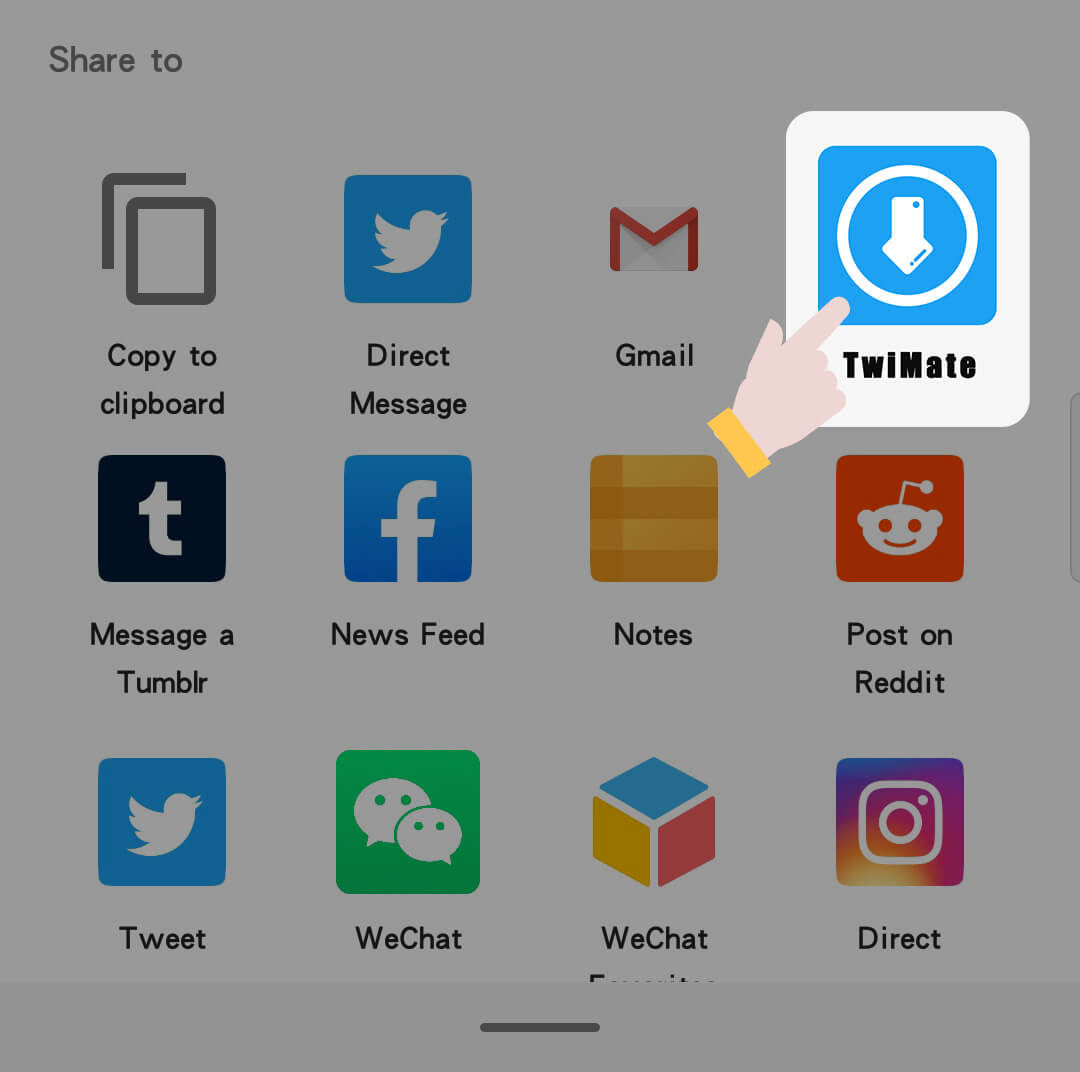 Share to
Copy to
clipboard
Direct
Message
Gmail
TwiMate
Message a
Tumblr
News Feed
Notes
Post on
Reddit
Tweet
WeChat
WeChat
Direct